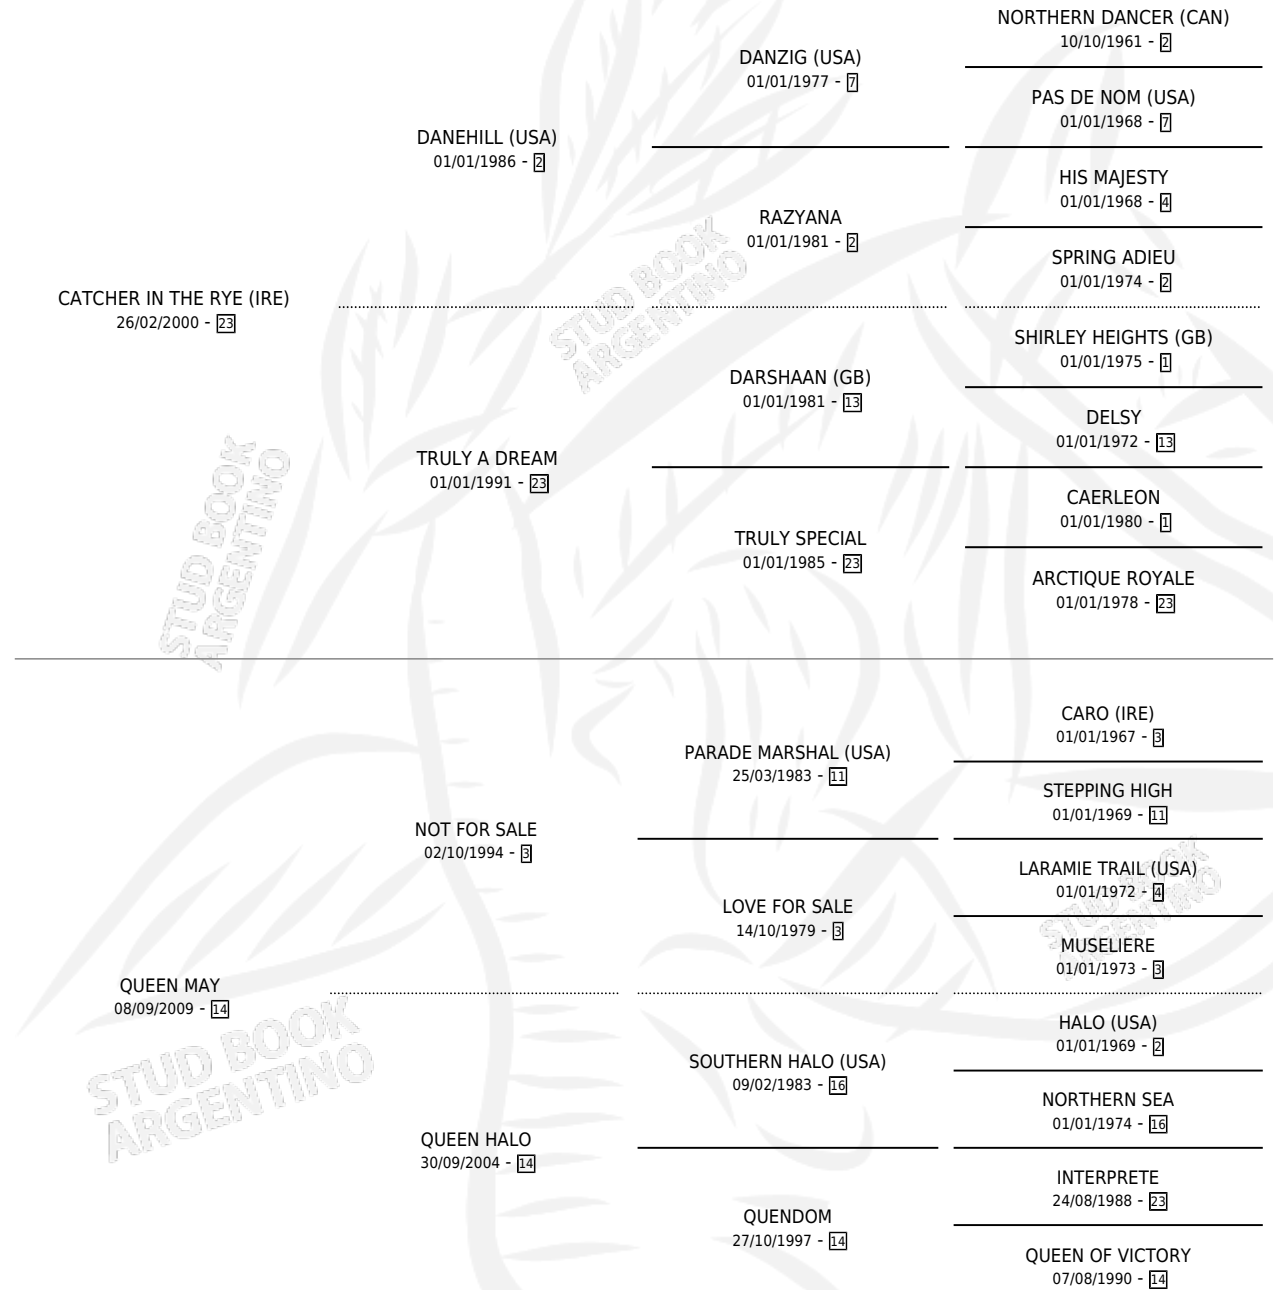 NORTHERN DANCER (CAN)
10/10/1961 - 2
DANZIG (USA)
01/01/1977 - 7
PAS DE NOM (USA)
01/01/1968 - 7
DANEHILL (USA)
01/01/1986 - 2
HIS MAJESTY
01/01/1968 - 4
RAZYANA
01/01/1981 - 2
SPRING ADIEU
01/01/1974 - 2
CATCHER IN THE RYE (IRE)
26/02/2000 - 23
STUD BOOK
ARGENTINO
SHIRLEY HEIGHTS (GB)
01/01/1975 - 1
DARSHAAN (GB)
01/01/1981 - 13
DELSY
01/01/1972 - 13
TRULY A DREAM
01/01/1991 - 23
CAERLEON
01/01/1980 - 1
TRULY SPECIAL
01/01/1985 - 23
ARCTIQUE ROYALE
01/01/1978 - 23
STUD BOOK
ARGENTINO
CARO (IRE)
01/01/1967 - 3
PARADE MARSHAL (USA)
25/03/1983 - 11
STEPPING HIGH
01/01/1969 - 11
NOT FOR SALE
02/10/1994 - 3
LARAMIE TRAIL (USA)
01/01/1972 - 4
LOVE FOR SALE
14/10/1979 - 3
MUSELIERE
01/01/1973 - 3
STUD BOOK
ARGENTINO
QUEEN MAY
08/09/2009 - 14
HALO (USA)
01/01/1969 - 2
SOUTHERN HALO (USA)
09/02/1983 - 16
NORTHERN SEA
01/01/1974 - 16
STUD BOOK
ARGENTINO
QUEEN HALO
30/09/2004 - 14
INTERPRETE
24/08/1988 - 23
QUENDOM
27/10/1997 - 14
QUEEN OF VICTORY
07/08/1990 - 14